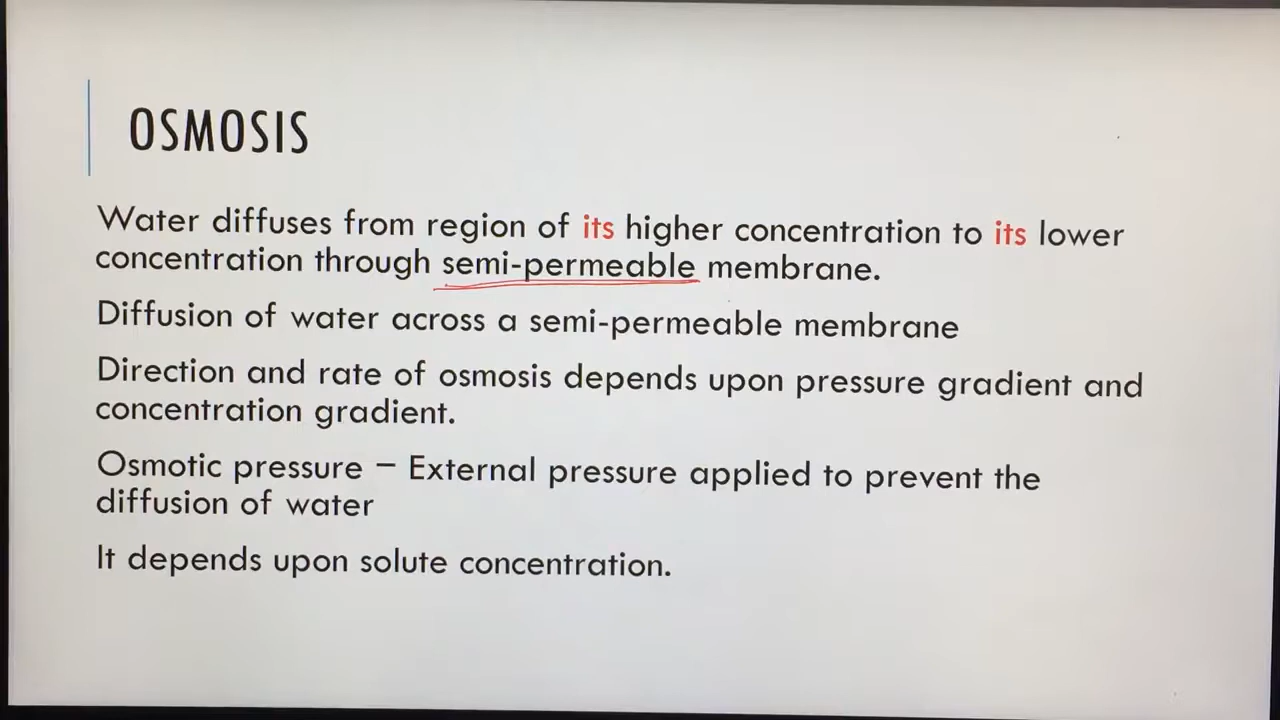 OSMOSIS
Water diffuses from region of its higher concentration to its lower
concentration through semi-permeable membrane.
Diffusion of water across a semi-permeable membrane
Direction and rate of osmosis depends upon pressure gradient and
concentration gradient.
Osmotic pressure – External pressure applied to prevent the
diffusion of water
It depends upon solute concentration.